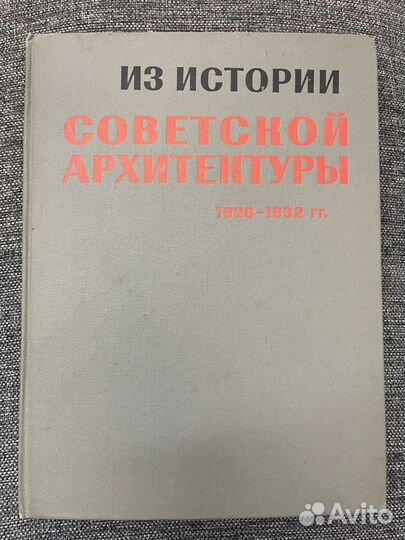 ИЗ ИСТОРИИ
СОВЕТСКОЙ
АРХИТЕКТУРЫ
1926-1932 гг.
Avito